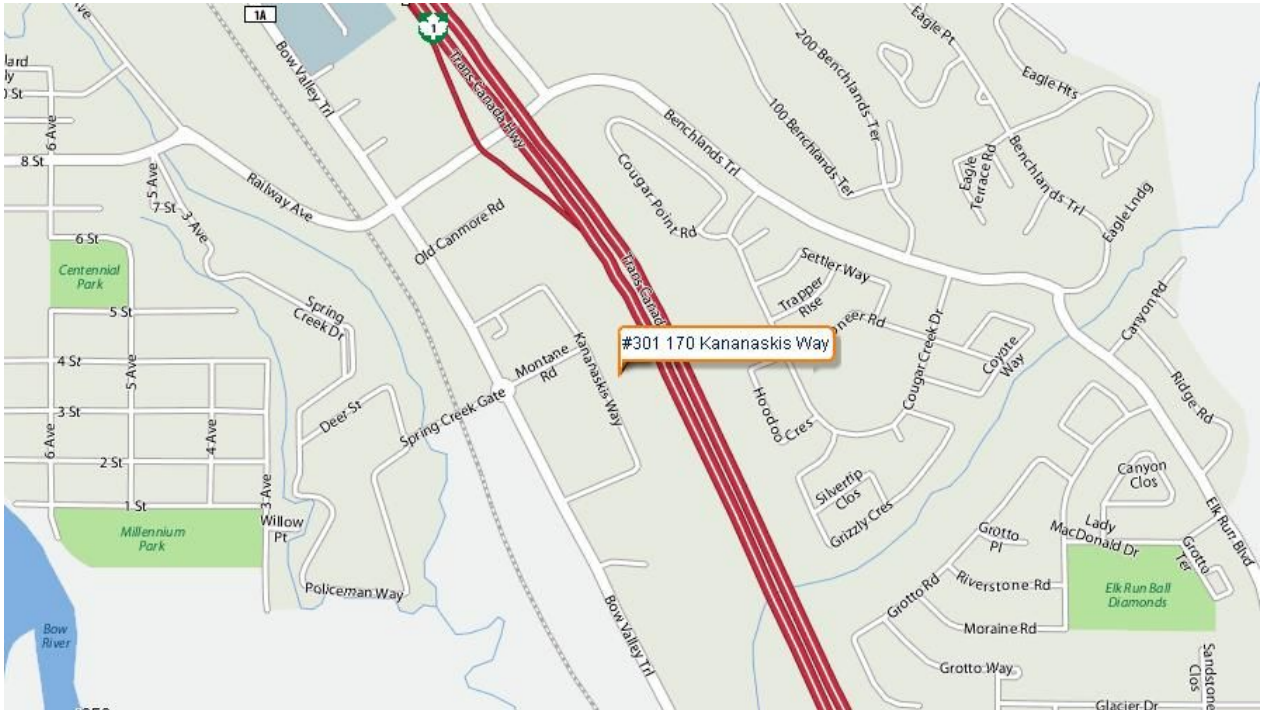 1A
1
Eagle Pt
Eagle Hts
200 Benchlands Ter
100 Benchlands Ter
Bow Valley Trl
Trans Canada Hwy
Benchlands Trl
Benchlands Trl
Eagle
Terrace Rd
Eagle Lndg
6 Ave
8 St
5 Ave
7 St
3 Ave
Railway Ave
Old Canmore Rd
Cougar Point Rd
Settler Way
Trapper
Rise
6 St
Centennial
Park
5 St
Spring
Creek Dr
Canyon Rd
#301 170 Kananaskis Way
Cougar Creek Dr
Coyote
Way
4 St
5 Ave
Montane
Rd
Kananaskis Way
Hoodoo
Cres
Ridge Rd
3 St
Deer St
Spring Creek Gate
6 Ave
4 Ave
2 St
3 Ave
1 St
Silvertip
Clos
Grizzly Cres
Canyon
Clos
Elk Run Blvd
Millennium
Park
Willow
Pt
Grotto
Pl
Lady
MacDonald Dr
Grotto
Ter
Policeman Way
Bow Valley Trl
Grotto Rd
Riverstone Rd
Elk Run Ball
Diamonds
Moraine Rd
Bow
River
Grotto Way
Sandstone
Clos
Glacier Dr